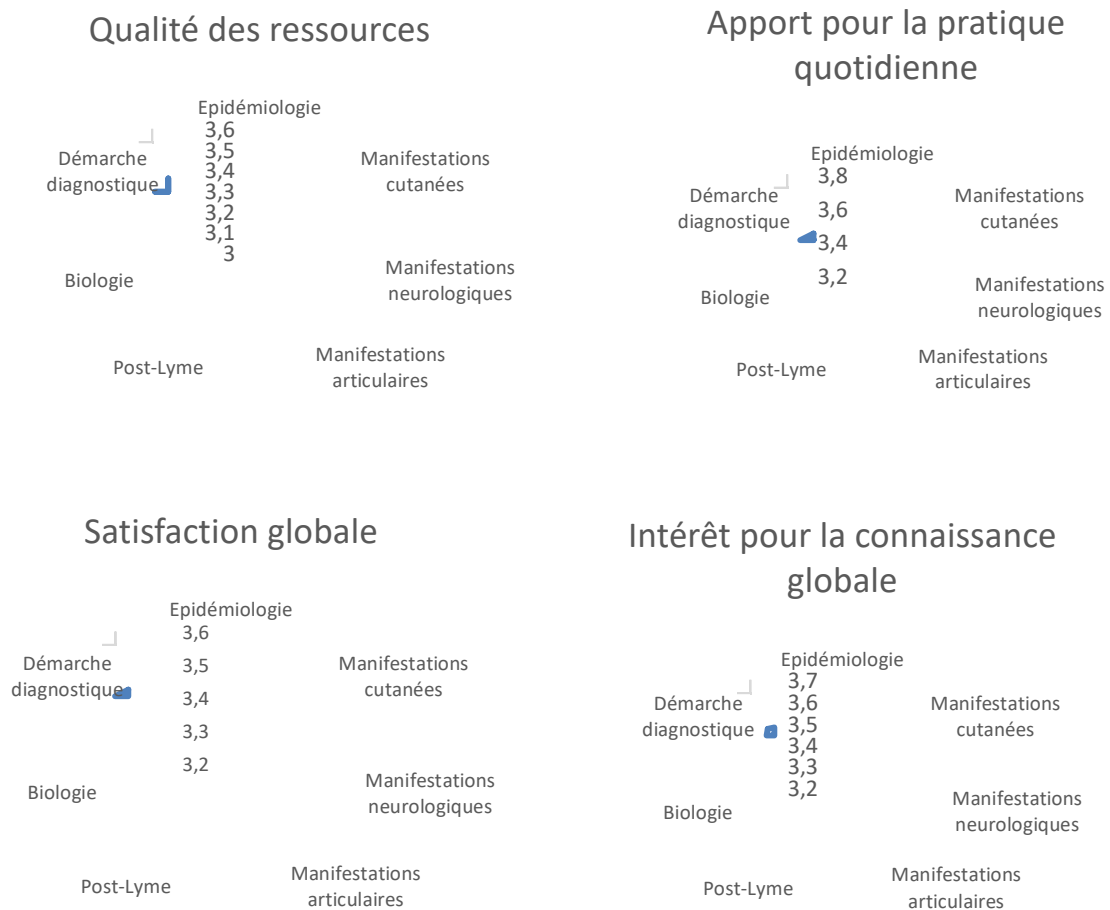 Qualité des ressources
Epidémiologie
3,6
3,5
3,4
3,3
3,2
3,1
3
Démarche
diagnostique
Manifestations
cutanées
Biologie
Manifestations
neurologiques
Post-Lyme
Manifestations
articulaires
Apport pour la pratique
quotidienne
Epidémiologie
3,8
3,6
3,4
3,2
Démarche
diagnostique
Manifestations
cutanées
Biologie
Manifestations
neurologiques
Post-Lyme
Manifestations
articulaires
Satisfaction globale
Epidémiologie
3,6
3,5
3,4
3,3
3,2
Démarche
diagnostique
Manifestations
cutanées
Biologie
Manifestations
neurologiques
Post-Lyme
Manifestations
articulaires
Intérêt pour la connaissance
globale
Epidémiologie
3,7
3,6
3,5
3,4
3,3
3,2
Démarche
diagnostique
Manifestations
cutanées
Biologie
Manifestations
neurologiques
Post-Lyme
Manifestations
articulaires